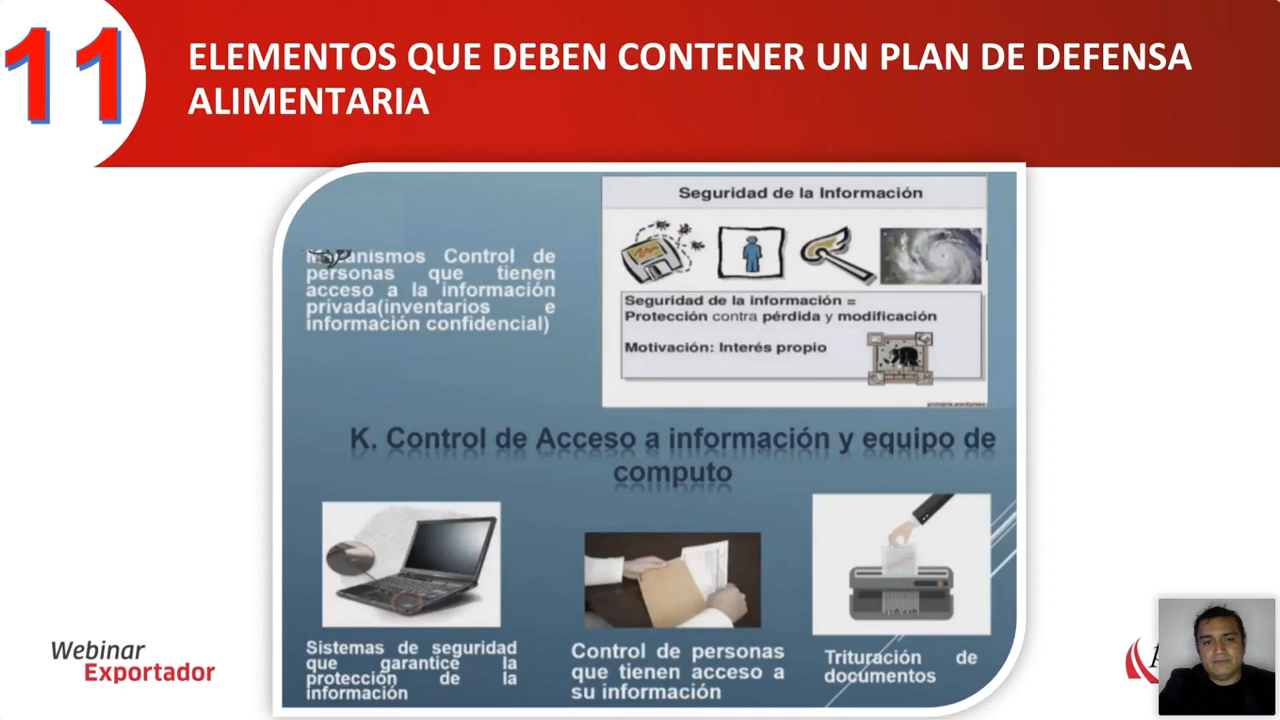 11
ELEMENTOS QUE DEBEN CONTENER UN PLAN DE DEFENSA
ALIMENTARIA
Control de
personas que tienen
acceso a la información
privada(inventarios e
información confidencial)
Seguridad de la Información
Seguridad de la información =
Protección contra pérdida y modificación
Motivación: Interés propio
K. Control de Acceso a información y equipo de
computo
Sistemas de seguridad
que garantice la
protección de la
información
Control de personas
que tienen acceso a
su información
Trituración de
documentos
Webinar
Exportador